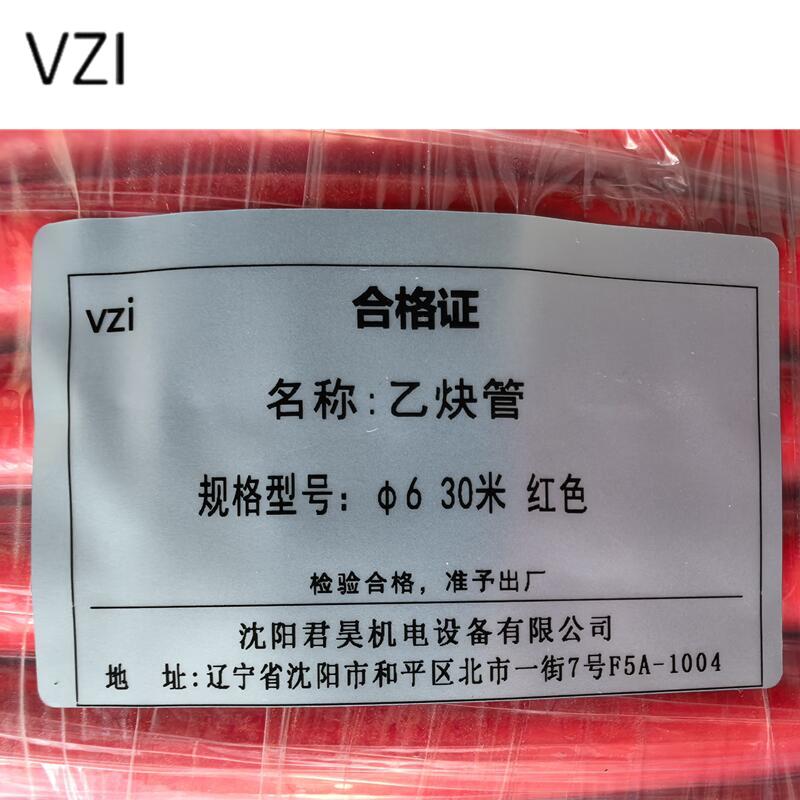 VZI
vzi
合格证
名称:乙炔管
规格型号: φ6 30米 红色
检验合格，准予出厂
沈阳君昊机电设备有限公司
地 址:辽宁省沈阳市和平区北市一街7号F5A-1004